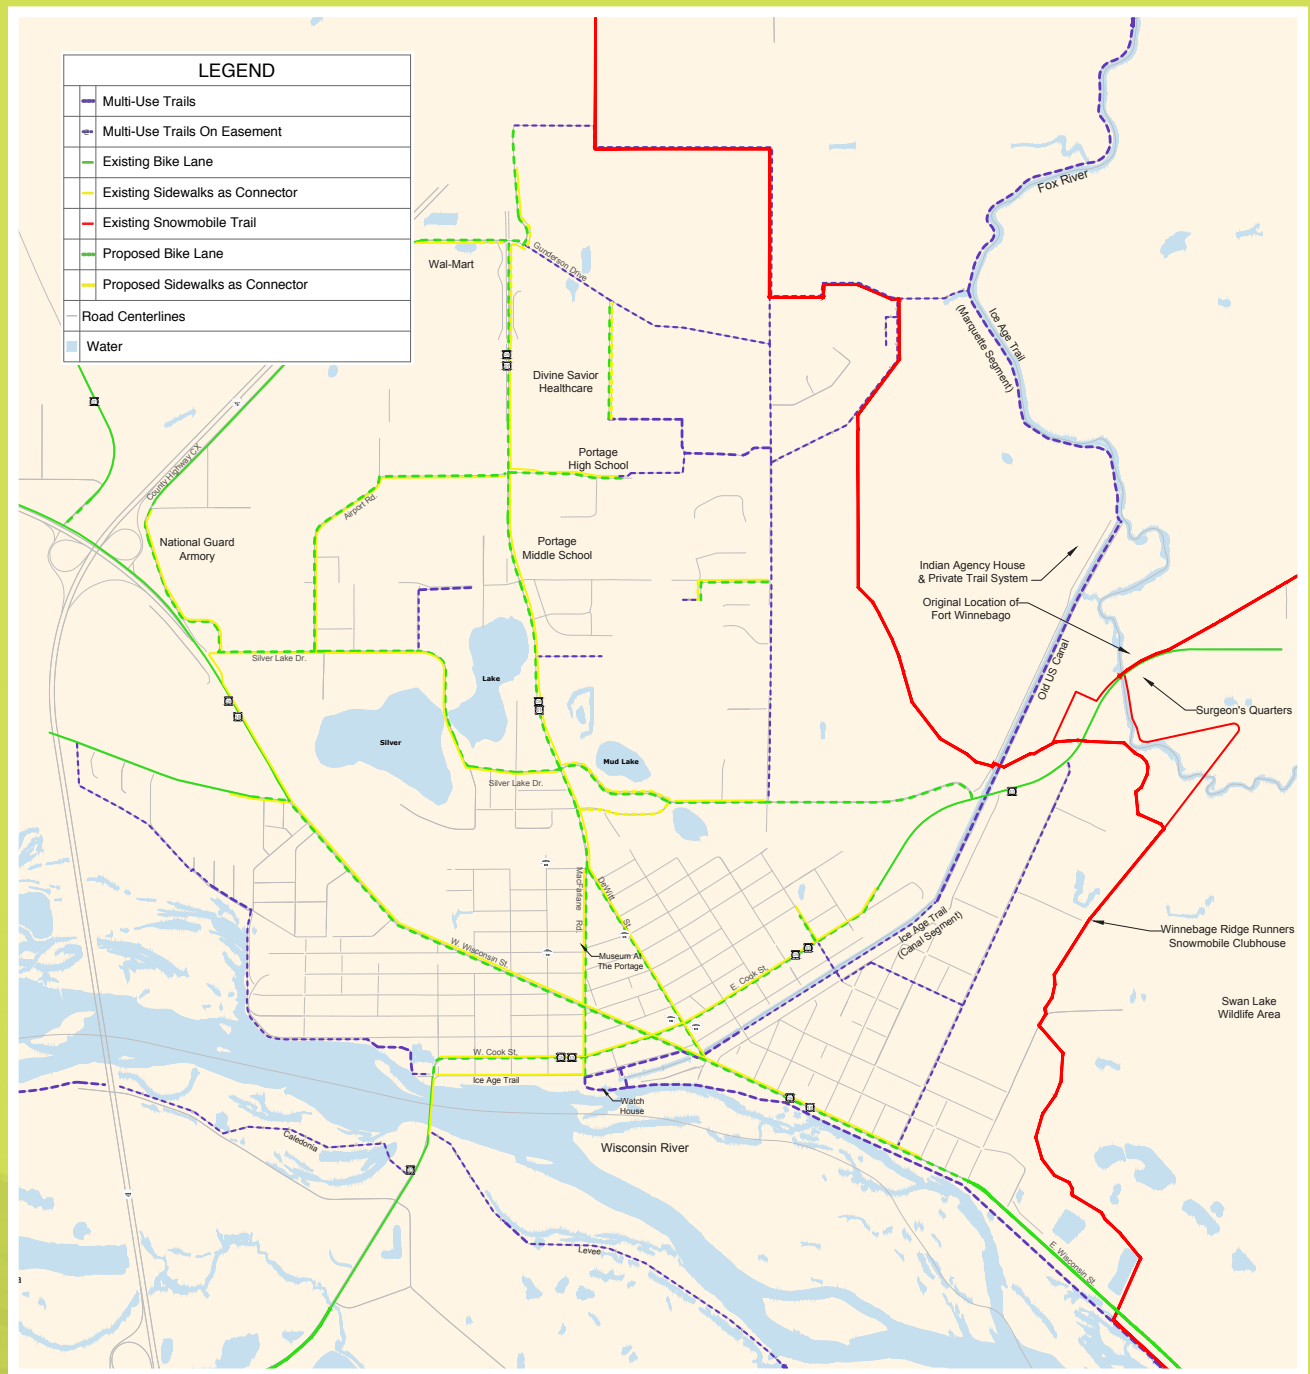 LEGEND
Multi-Use Trails
Multi-Use Trails On Easement
Existing Bike Lane
Existing Sidewalks as Connector
Existing Snowmobile Trail
Proposed Bike Lane
Proposed Sidewalks as Connector
Road Centerlines
Water
Fox River
Wal-Mart
Gunderson Drive
Ice Age Trail
(Marquette Segment)
Divine Savior
Healthcare
County Highway CX
Portage
High School
Airport Rd.
National Guard
Armory
Portage
Middle School
Indian Agency House
& Private Trail System
Original Location of
Fort Winnebago
Silver Lake Dr.
Old US Canal
Lake
Surgeon's Quarters
Silver
Mud Lake
Silver Lake Dr.
MacFarlane Rd.
DeWitt St.
Ice Age Trail
(Canal Segment)
W. Wisconsin St.
Winnebage Ridge Runners
Snowmobile Clubhouse
Museum At
The Portage
E. Cook St.
Swan Lake
Wildlife Area
W. Cook St.
Ice Age Trail
Watch
House
Caledonia
Wisconsin River
Levee
E. Wisconsin St.